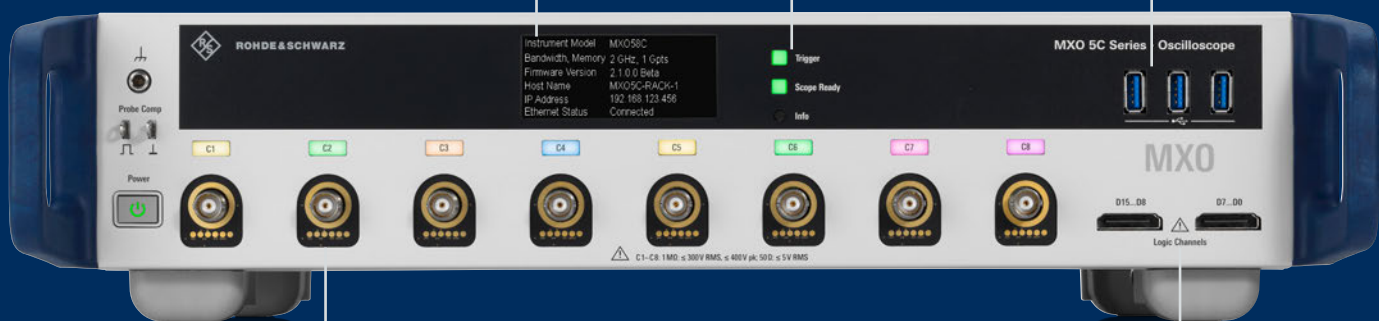 R&S
ROHDE&SCHWARZ
Instrument Model MXO58C
Bandwidth, Memory 2 GHz, 1 Gpts
Firmware Version 2.1.0.0 Beta
Host Name MXO5C-RACK-1
IP Address 192.168.123.456
Ethernet Status Connected
Trigger
Scope Ready
Info
MXO 5C Series Oscilloscope
Probe Comp
Power
C1
C2
C3
C4
C5
C6
C7
C8
MXO
D15...D8
D7...D0
Logic Channels
C1–C8: 1 MΩ: ≤ 300 V RMS, ≤ 400 V pk; 50 Ω: ≤ 5 V RMS